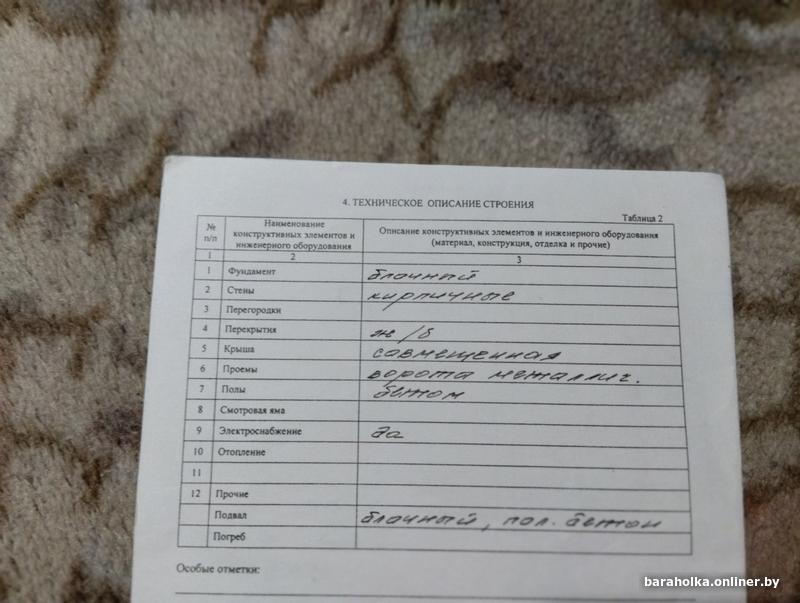 4. ТЕХНИЧЕСКОЕ ОПИСАНИЕ СТРОЕНИЯ
Таблица 2
№ п/п Наименование конструктивных элементов и инженерного оборудования Описание конструктивных элементов и инженерного оборудования (материал, конструкция, отделка и прочие)
1 2 3
1 Фундамент блочный
2 Стены кирпичные
3 Перегородки
4 Перекрытия ж/б
5 Крыша совмещенная
6 Проемы ворота металлич.
7 Полы бетон
8 Смотровая яма
9 Электроснабжение да
10 Отопление
11
12 Прочие
Подвал блочный, пол. бетон
Погреб
Особые отметки:
baraholka.onliner.by